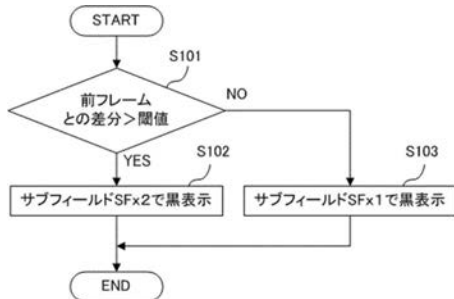 START
S101
前フレーム
との差分＞閾値
NO
YES
S102
S103
サブフィールドSFx2で黒表示
サブフィールドSFx1で黒表示
END